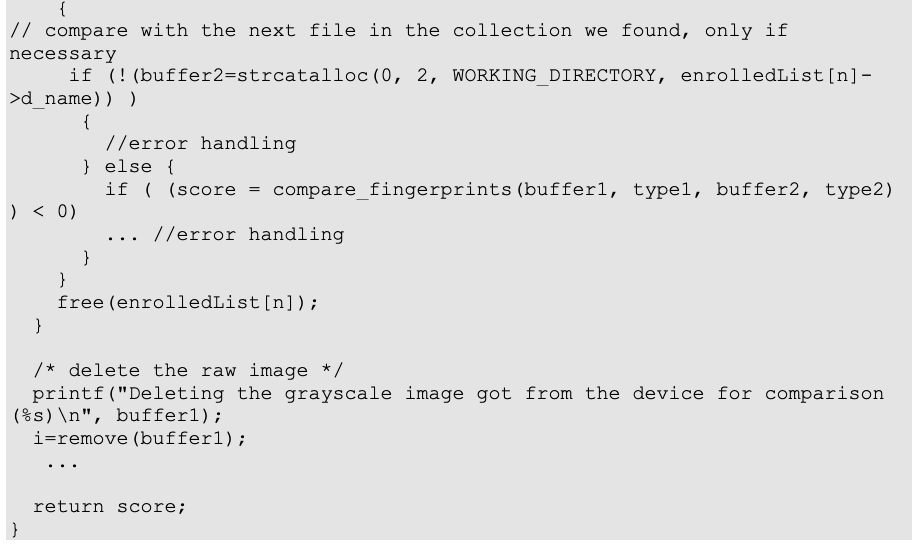 {
// compare with the next file in the collection we found, only if
necessary
if (!(buffer2=strcatalloc(0, 2, WORKING_DIRECTORY, enrolledList[n]-
>d_name)) )
{
//error handling
} else {
if ( (score = compare_fingerprints(buffer1, type1, buffer2, type2)
) < 0)
... //error handling
}
}
free(enrolledList[n]);
}
/* delete the raw image */
printf("Deleting the grayscale image got from the device for comparison
(%s)\n", buffer1);
i=remove(buffer1);
...
return score;
}